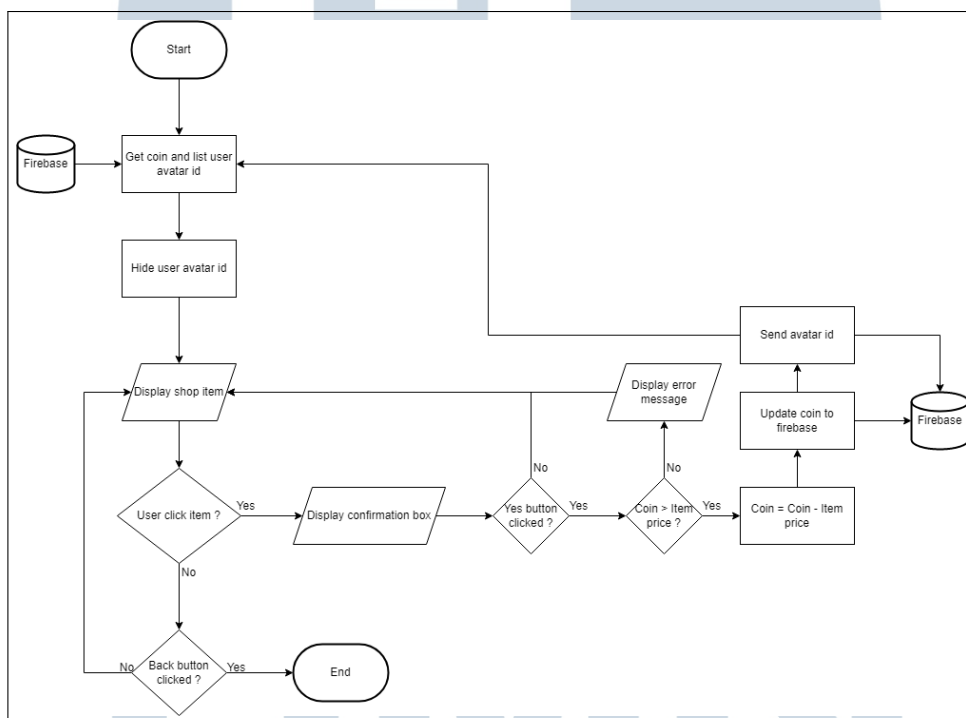 Start
Firebase
Get coin and list user
avatar id
Hide user avatar id
Send avatar id
Display shop item
Display error
message
Update coin to
firebase
Firebase
No
No
User click item ?
Yes
Display confirmation box
Yes button
clicked ?
Yes
Coin > Item
price ?
Yes
Coin = Coin - Item
price
No
No
Back button
clicked ?
Yes
End